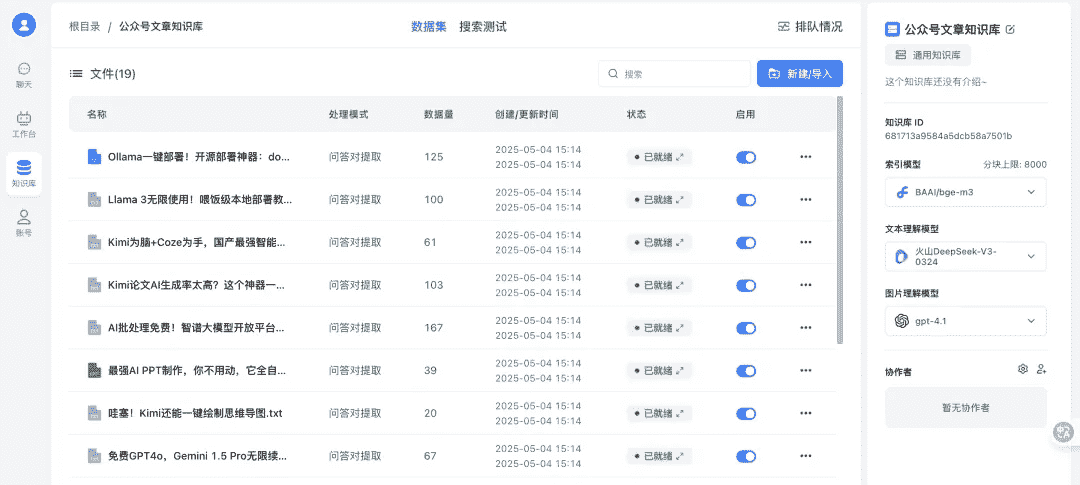 聊天
工作台
知识库
账号
根目录 / 公众号文章知识库
数据集 搜索测试
排队情况
文件(19)
搜索
新建/导入
名称 处理模式 数据量 创建/更新时间 状态 启用
Ollama一键部署！开源部署神器：do... 问答对提取 125 2025-05-04 15:14 已就绪
2025-05-04 15:14
Llama 3无限使用！喂饭级本地部署教... 问答对提取 100 2025-05-04 15:14 已就绪
2025-05-04 15:14
Kimi为脑+Coze为手，国产最强智能... 问答对提取 61 2025-05-04 15:14 已就绪
2025-05-04 15:14
Kimi论文AI生成率太高？这个神器一... 问答对提取 103 2025-05-04 15:14 已就绪
2025-05-04 15:14
AI批处理免费！智谱大模型开放平台... 问答对提取 167 2025-05-04 15:14 已就绪
2025-05-04 15:14
最强AI PPT制作，你不用动，它全自... 问答对提取 39 2025-05-04 15:14 已就绪
2025-05-04 15:14
哇塞！Kimi还能一键绘制思维导图.txt 问答对提取 20 2025-05-04 15:14 已就绪
2025-05-04 15:14
免费GPT4o，Gemini 1.5 Pro无限续... 问答对提取 67 2025-05-04 15:14 已就绪
2025-05-04 15:14
公众号文章知识库
通用知识库
这个知识库还没有介绍~
知识库 ID
681713a9584a5dcb58a7501b
索引模型 分块上限: 8000
BAAI/bge-m3
文本理解模型
火山DeepSeek-V3-
0324
图片理解模型
gpt-4.1
协作者
暂无协作者